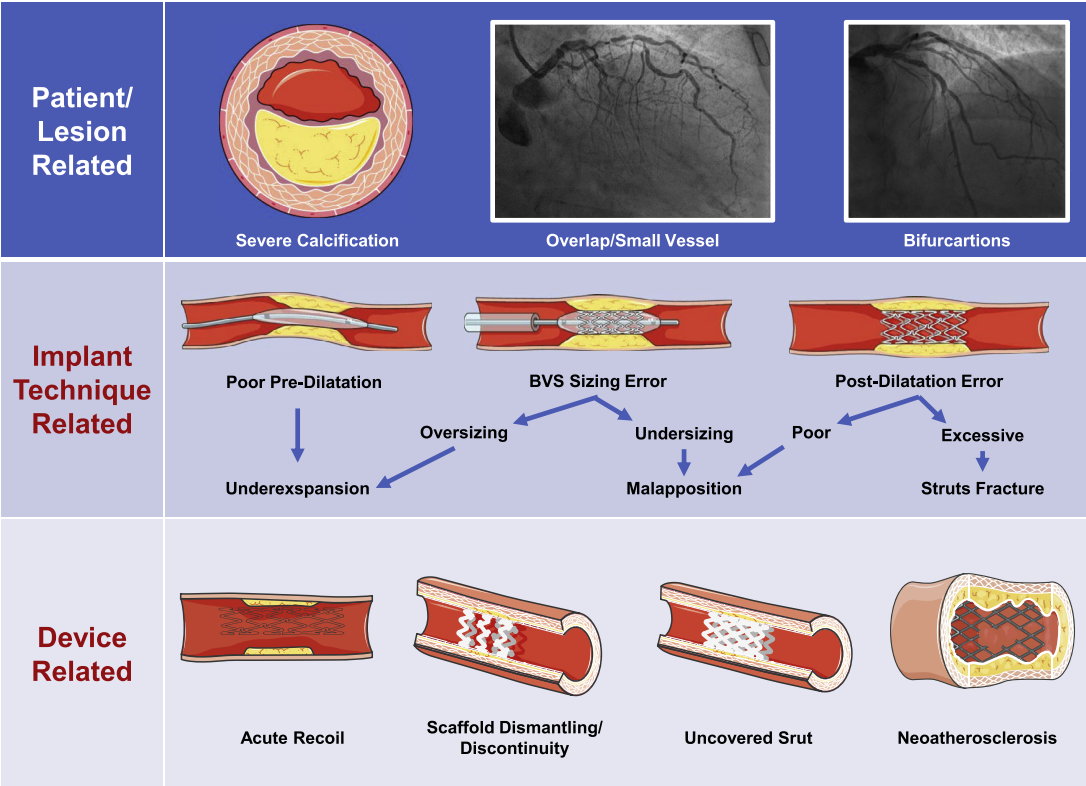 Patient/
Lesion
Related
Severe Calcification
Overlap/Small Vessel
Bifurcartions
Implant
Technique
Related
Poor Pre-Dilatation
BVS Sizing Error
Post-Dilatation Error
Oversizing
Undersizing
Poor
Excessive
Underexspansion
Malapposition
Struts Fracture
Device
Related
Acute Recoil
Scaffold Dismantling/
Discontinuity
Uncovered Srut
Neoatherosclerosis